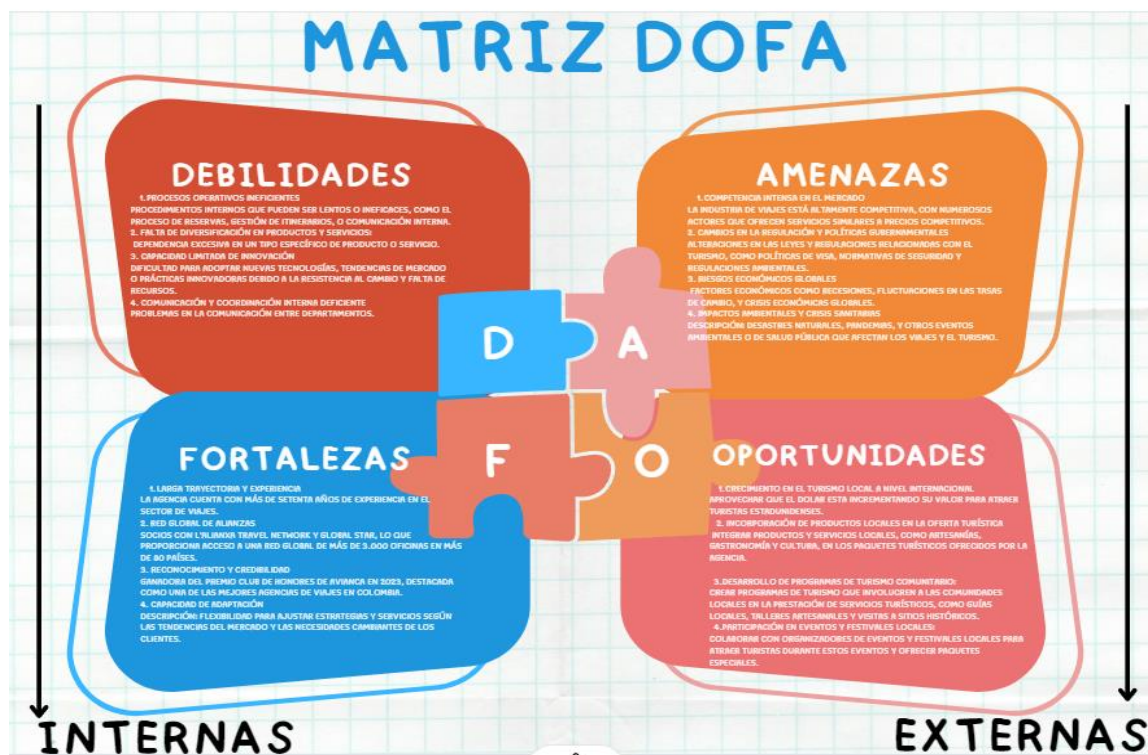 MATRIZ DOFA
DEBILIDADES
1. PROCESOS OPERATIVOS INEFICIENTES
PROCEDIMIENTOS INTERNOS QUE PUEDEN SER LENTOS O INEFICACES, COMO EL
PROCESO DE RESERVAS, GESTIÓN DE ITINERARIOS, O COMUNICACIÓN INTERNA.
2. FALTA DE DIVERSIFICACIÓN EN PRODUCTOS Y SERVICIOS:
DEPENDENCIA EXCESIVA EN UN TIPO ESPECÍFICO DE PRODUCTO O SERVICIO.
3. CAPACIDAD LIMITADA DE INNOVACIÓN
DIFICULTAD PARA ADOPTAR NUEVAS TECNOLOGÍAS, TENDENCIAS DE MERCADO
O PRÁCTICAS INNOVADORAS DEBIDO A LA RESISTENCIA AL CAMBIO Y FALTA DE
RECURSOS.
4. COMUNICACIÓN Y COORDINACIÓN INTERNA DEFICIENTE
PROBLEMAS EN LA COMUNICACIÓN ENTRE DEPARTAMENTOS.
AMENAZAS
1. COMPETENCIA INTENSA EN EL MERCADO
LA INDUSTRIA DE VIAJES ESTÁ ALTAMENTE COMPETITIVA, CON NUMEROSOS
ACTORES QUE OFRECEN SERVICIOS SIMILARES A PRECIOS COMPETITIVOS.
2. CAMBIOS EN LA REGULACIÓN Y POLÍTICAS GUBERNAMENTALES
ALTERACIONES EN LAS LEYES Y REGULACIONES RELACIONADAS CON EL
TURISMO, COMO POLÍTICAS DE VISA, NORMATIVAS DE SEGURIDAD Y
REGULACIONES AMBIENTALES.
3. RIESGOS ECONÓMICOS GLOBALES
FACTORES ECONÓMICOS COMO RECESIONES, FLUCTUACIONES EN LAS TASAS
DE CAMBIO, Y CRISIS ECONÓMICAS GLOBALES.
4. IMPACTOS AMBIENTALES Y CRISIS SANITARIAS
DESCRIPCIÓN: DESASTRES NATURALES, PANDEMIAS, Y OTROS EVENTOS
AMBIENTALES O DE SALUD PÚBLICA QUE AFECTAN LOS VIAJES Y EL TURISMO.
D
A
F
O
FORTALEZAS
1. LARGA TRAYECTORIA Y EXPERIENCIA
LA AGENCIA CUENTA CON MÁS DE SETENTA AÑOS DE EXPERIENCIA EN EL
SECTOR DE VIAJES.
2. RED GLOBAL DE ALIANZAS
SOCIOS CON L'ALIANXA TRAVEL NETWORK Y GLOBAL STAR, LO QUE
PROPORCIONA ACCESO A UNA RED GLOBAL DE MÁS DE 3.000 OFICINAS EN MÁS
DE 80 PAÍSES.
3. RECONOCIMIENTO Y CREDIBILIDAD
GANADORA DEL PREMIO CLUB DE HONORES DE AVIANCA EN 2023, DESTACADA
COMO UNA DE LAS MEJORES AGENCIAS DE VIAJES EN COLOMBIA.
4. CAPACIDAD DE ADAPTACIÓN
DESCRIPCIÓN: FLEXIBILIDAD PARA AJUSTAR ESTRATEGIAS Y SERVICIOS SEGÚN
LAS TENDENCIAS DEL MERCADO Y LAS NECESIDADES CAMBIANTES DE LOS
CLIENTES.
OPORTUNIDADES
1.CRECIMIENTO EN EL TURISMO LOCAL A NIVEL INTERNACIONAL
APROVECHAR QUE EL DOLAR ESTA INCREMENTANDO SU VALOR PARA ATRAER
TURISTAS ESTADUNIDENSES.
2. INCORPORACIÓN DE PRODUCTOS LOCALES EN LA OFERTA TURÍSTICA
INTEGRAR PRODUCTOS Y SERVICIOS LOCALES, COMO ARTESANÍAS,
GASTRONOMÍA Y CULTURA, EN LOS PAQUETES TURÍSTICOS OFRECIDOS POR LA
AGENCIA.
3.DESARROLLO DE PROGRAMAS DE TURISMO COMUNITARIO:
CREAR PROGRAMAS DE TURISMO QUE INVOLUCREN A LAS COMUNIDADES
LOCALES EN LA PRESTACIÓN DE SERVICIOS TURÍSTICOS, COMO GUÍAS
LOCALES, TALLERES ARTESANALES Y VISITAS A SITIOS HISTÓRICOS.
4.PARTICIPACIÓN EN EVENTOS Y FESTIVALES LOCALES:
COLABORAR CON ORGANIZADORES DE EVENTOS Y FESTIVALES LOCALES PARA
ATRAER TURISTAS DURANTE ESTOS EVENTOS Y OFRECER PAQUETES
ESPECIALES.
INTERNAS
EXTERNAS